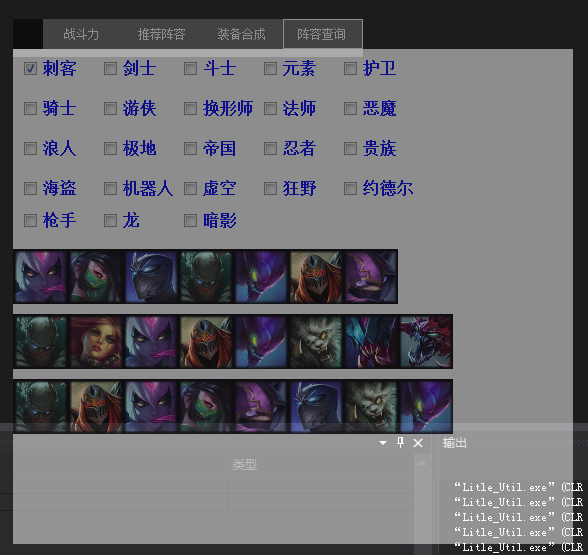 战斗力 推荐阵容 装备合成 阵容查询
刺客 剑士 斗士 元素 护卫
骑士 游侠 换形师 法师 恶魔
浪人 极地 帝国 忍者 贵族
海盗 机器人 虚空 狂野 约德尔
枪手 龙 暗影
输出
类型
“Litle_Util.exe”(CLR
“Litle_Util.exe”(CLR
“Litle_Util.exe”(CLR
“Litle_Util.exe”(CLR
“Litle_Util.exe”(CLR